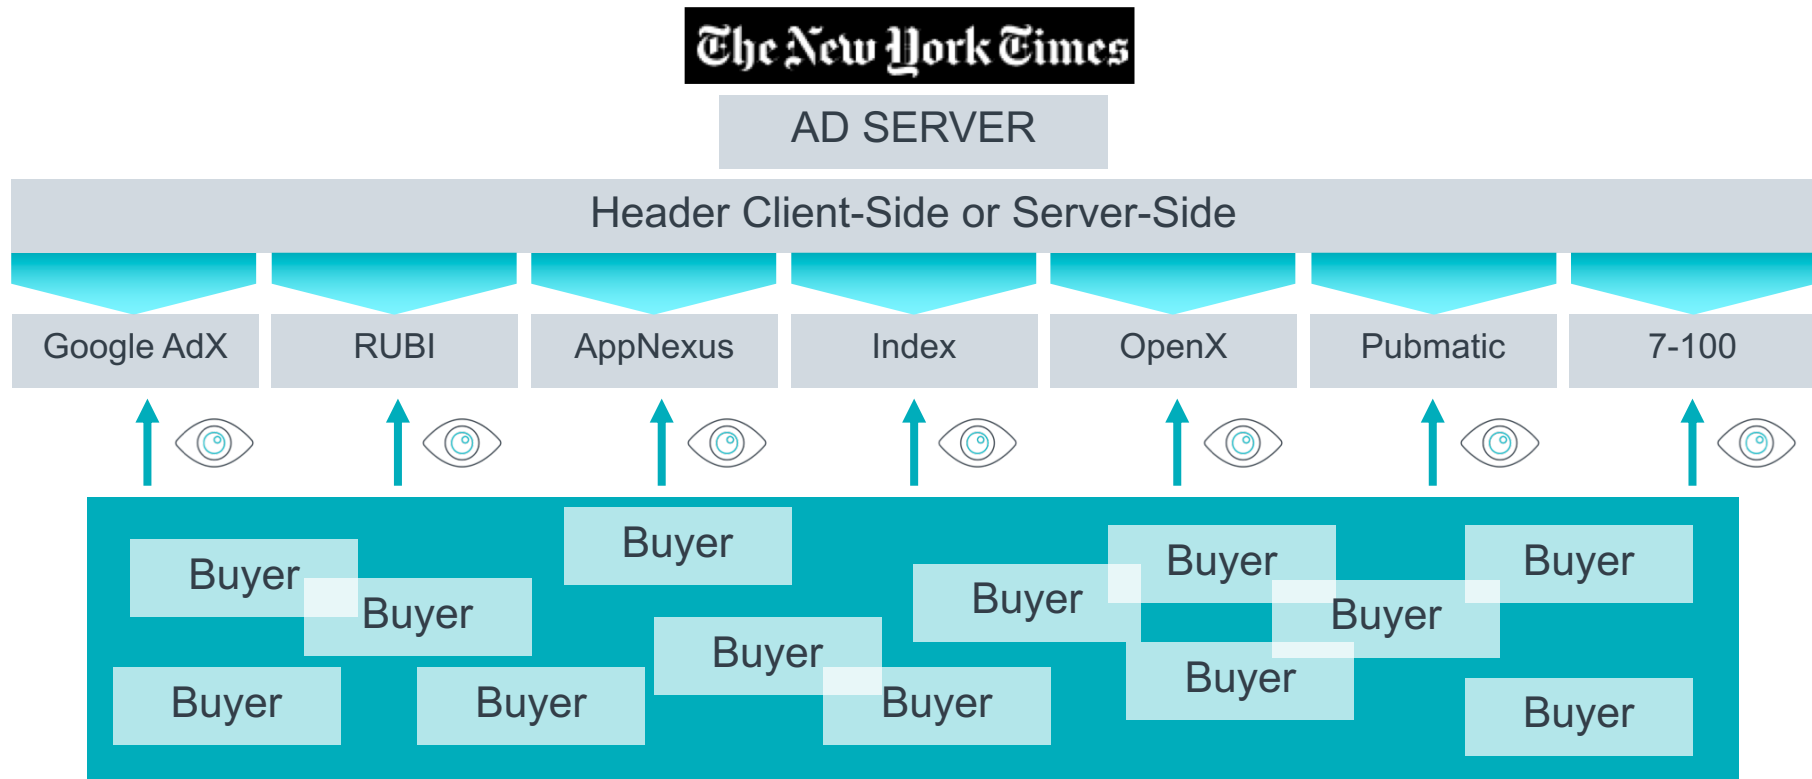 The New York Times
AD SERVER
Header Client-Side or Server-Side
Google AdX
RUBI
AppNexus
Index
OpenX
Pubmatic
7-100
Buyer
Buyer
Buyer
Buyer
Buyer
Buyer
Buyer
Buyer
Buyer
Buyer
Buyer
Buyer
Buyer